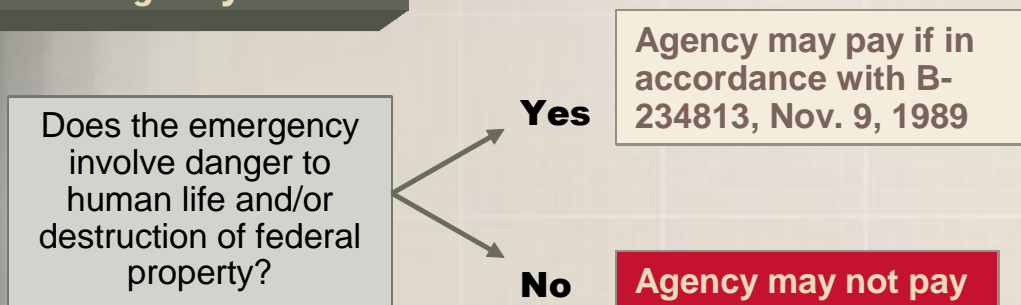 Does the emergency
involve danger to
human life and/or
destruction of federal
property?
Yes
Agency may pay if in
accordance with B-
234813, Nov. 9, 1989
No
Agency may not pay